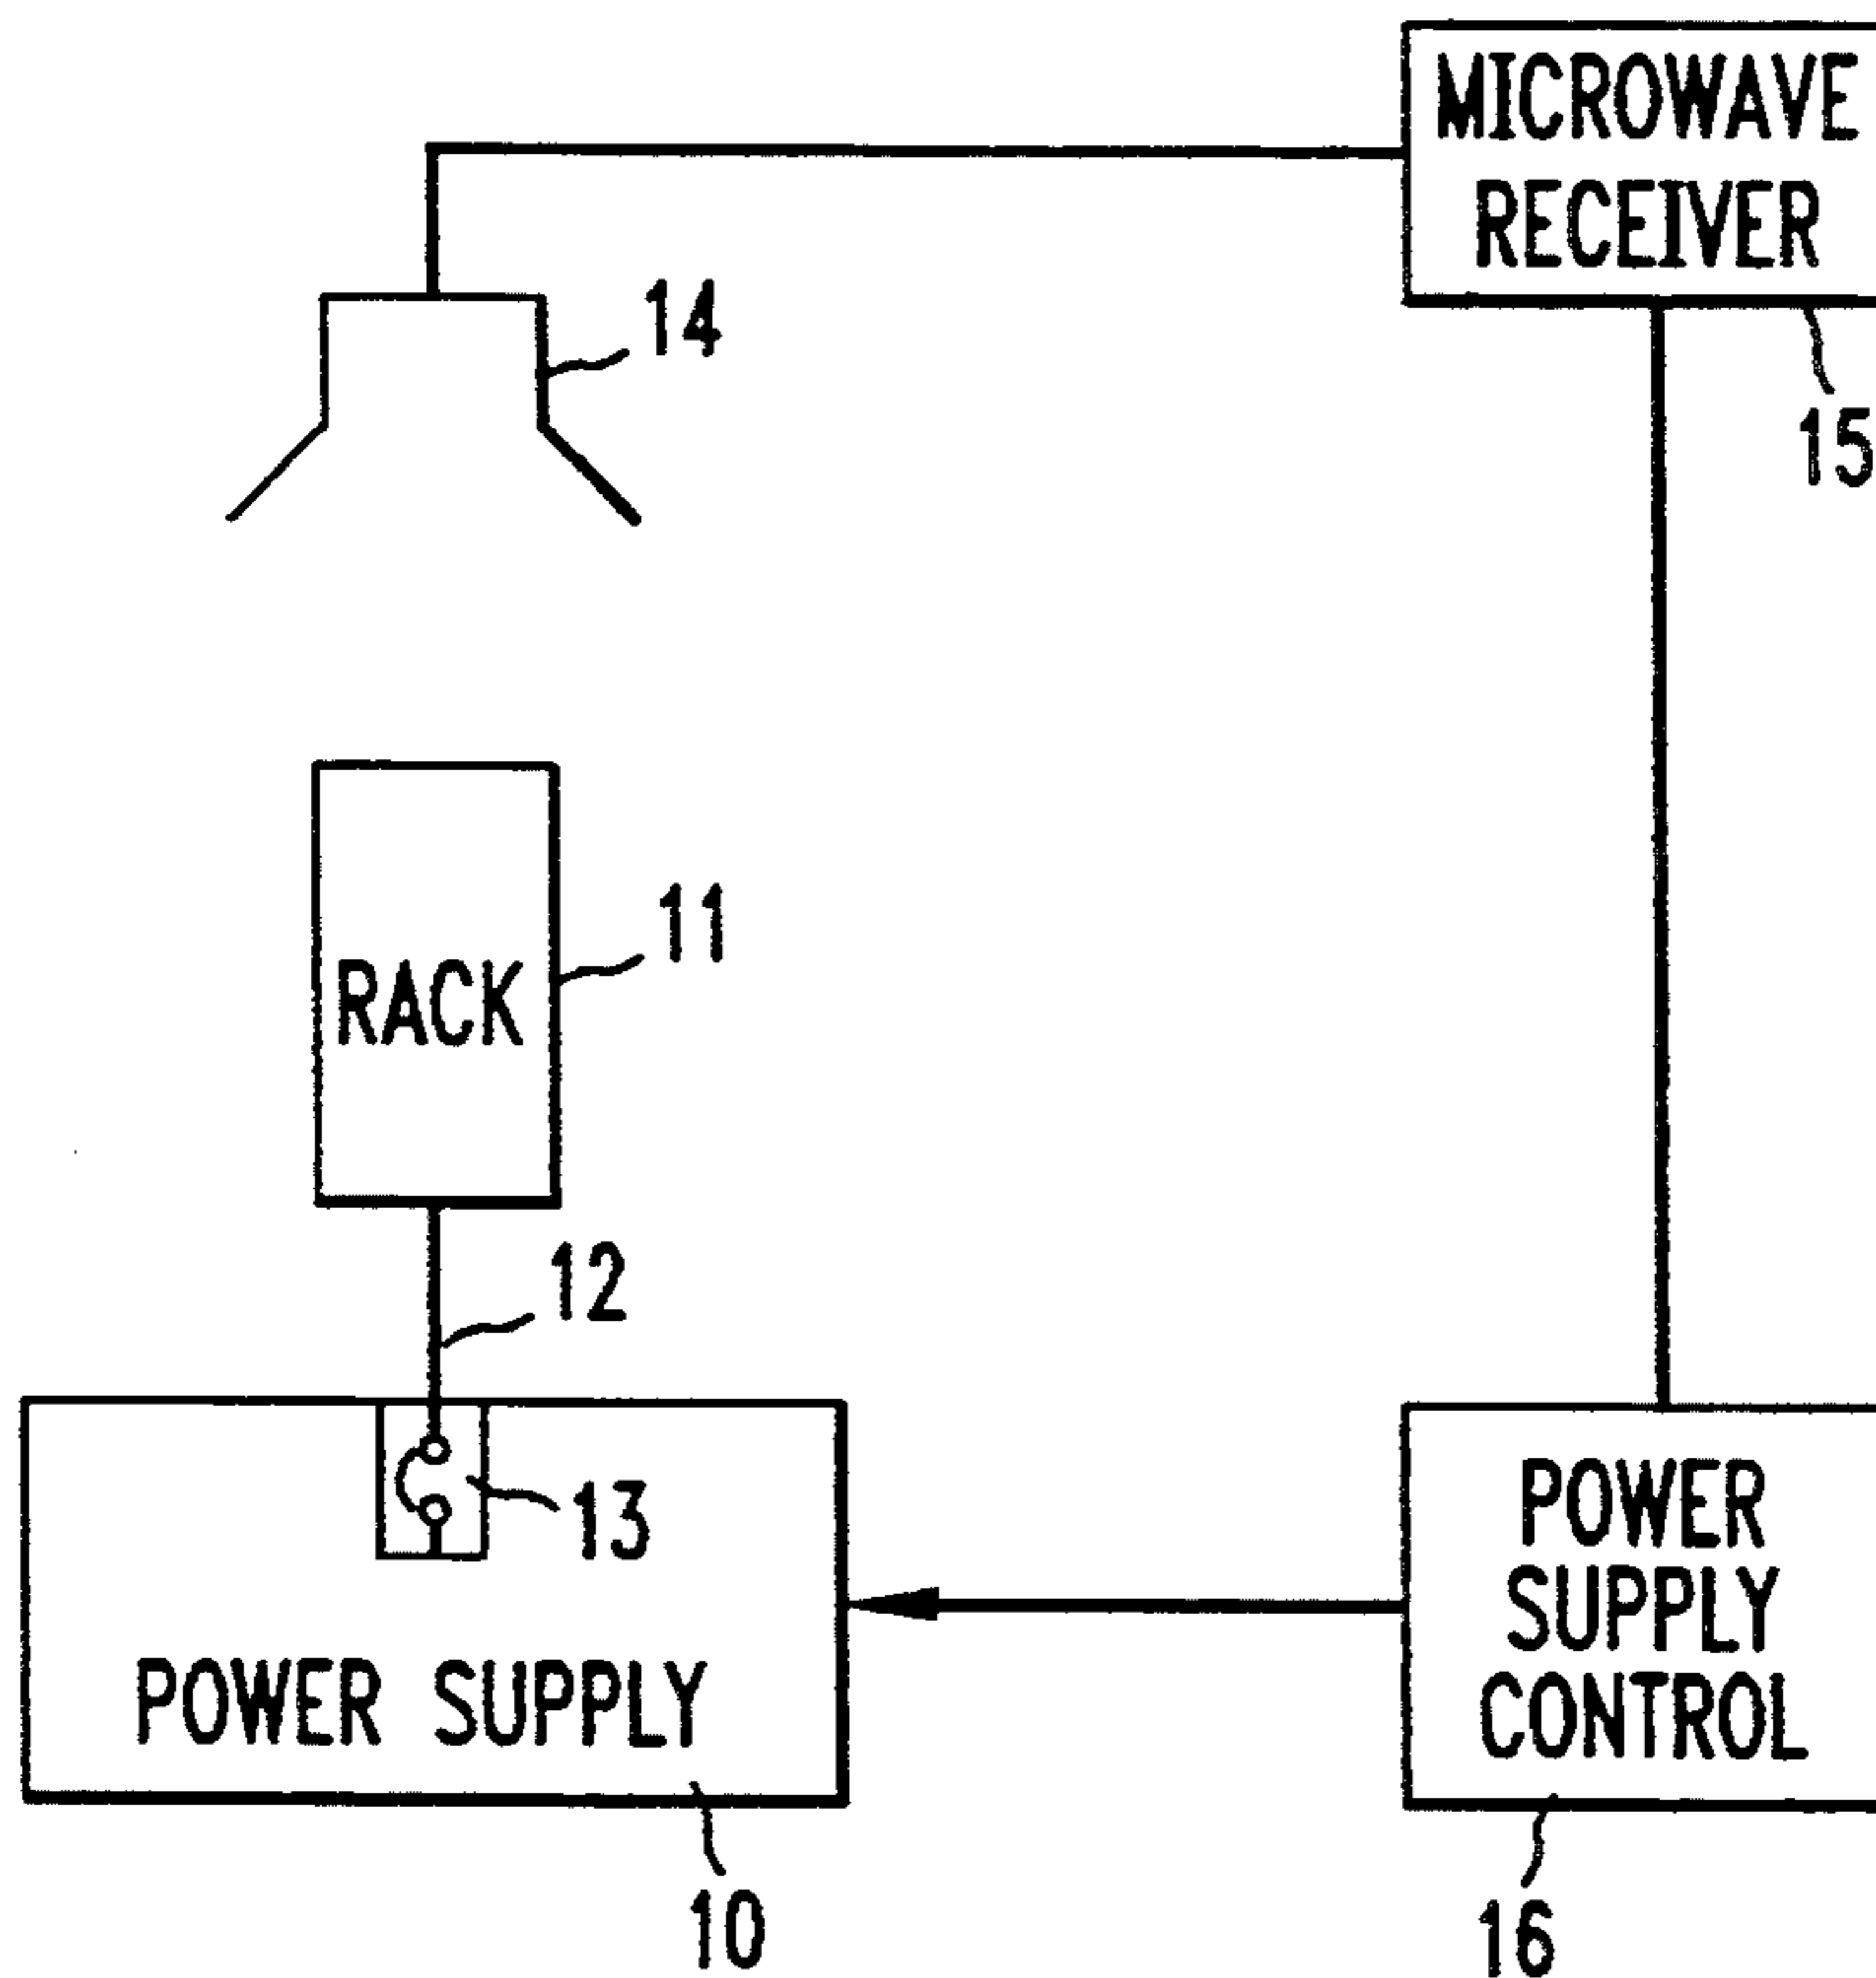 MICROWAVE
RECEIVER
14
15
11
RACK
12
13
POWER SUPPLY
POWER
SUPPLY
CONTROL
10
16